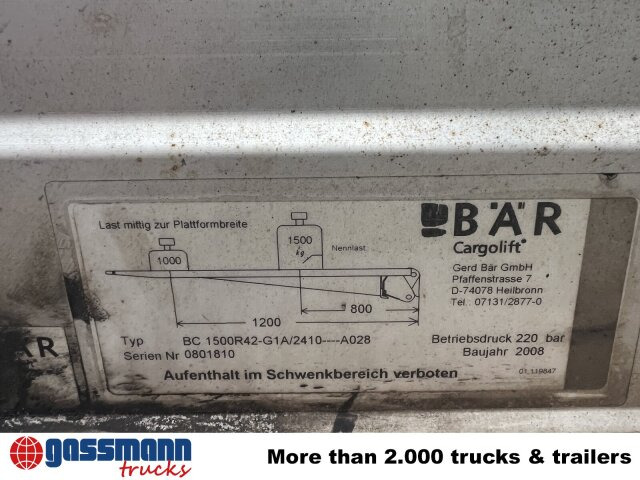 Last mittig zur Plattformbreite
BÄR
Cargolift®
Gerd Bär GmbH
Pfaffenstrasse 7
D-74078 Heilbronn
Tel.: 07131/2877-0
1500
kg
Nennlast
1000
800
1200
Typ BC 1500R42-G1A/2410----A028
Serien Nr 0801810
Betriebsdruck 220 bar
Baujahr 2008
Aufenthalt im Schwenkbereich verboten
01.119847
ÄR
gassmann
trucks
More than 2.000 trucks & trailers